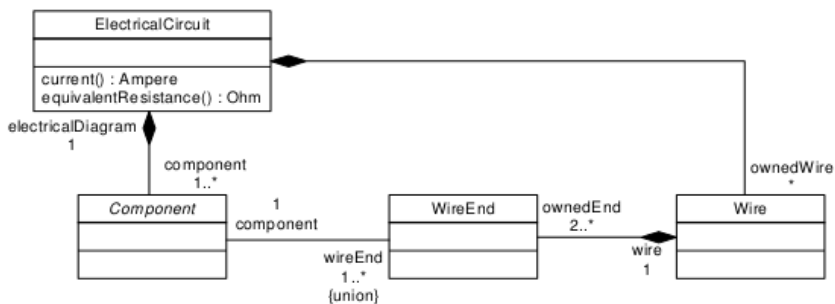 ElectricalCircuit
current() : Ampere
equivalentResistance() : Ohm
electricalDiagram
1
component
1..*
ownedWire
*
Component
1
component
wireEnd
1..*
{union}
WireEnd
ownedEnd
2..*
wire
1
Wire